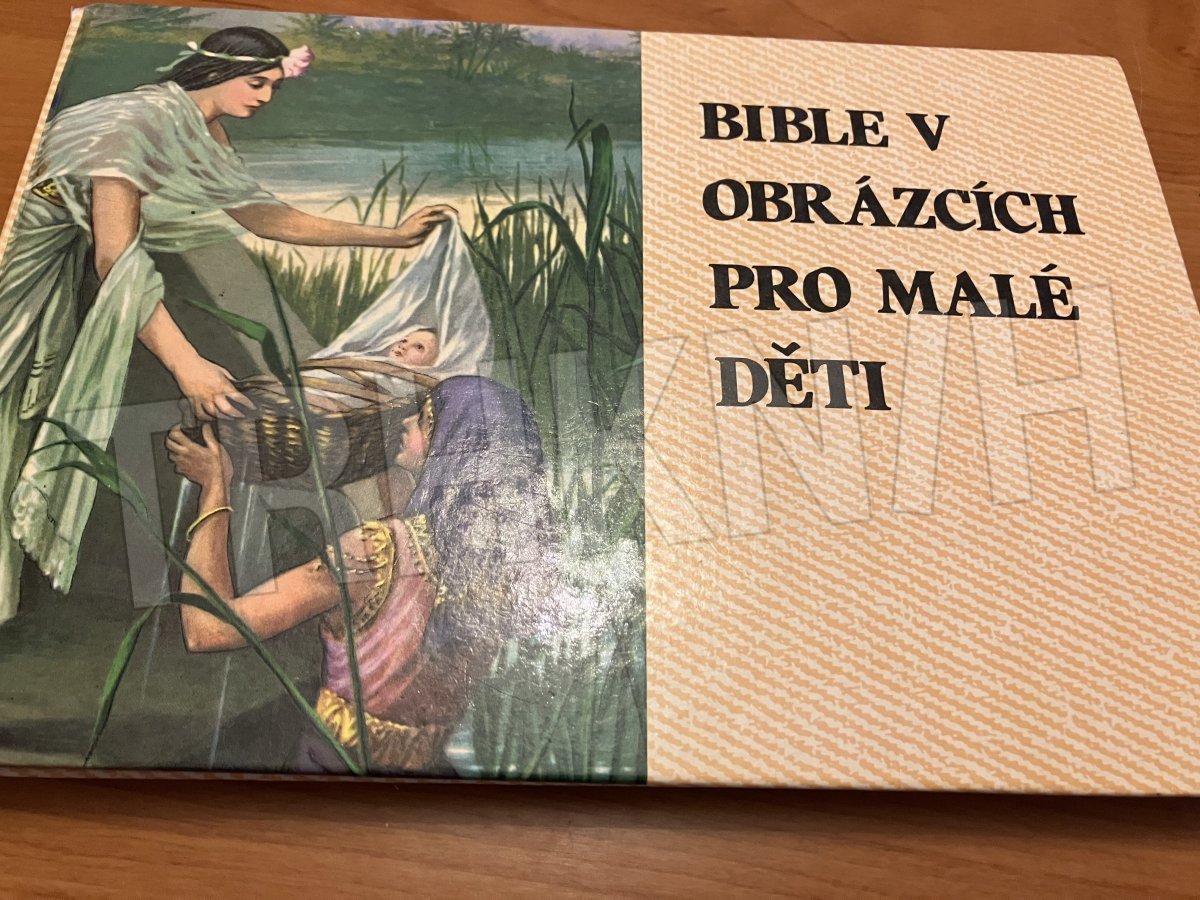 BIBLE V
OBRÁZCÍCH
PRO MALÉ
DĚTI